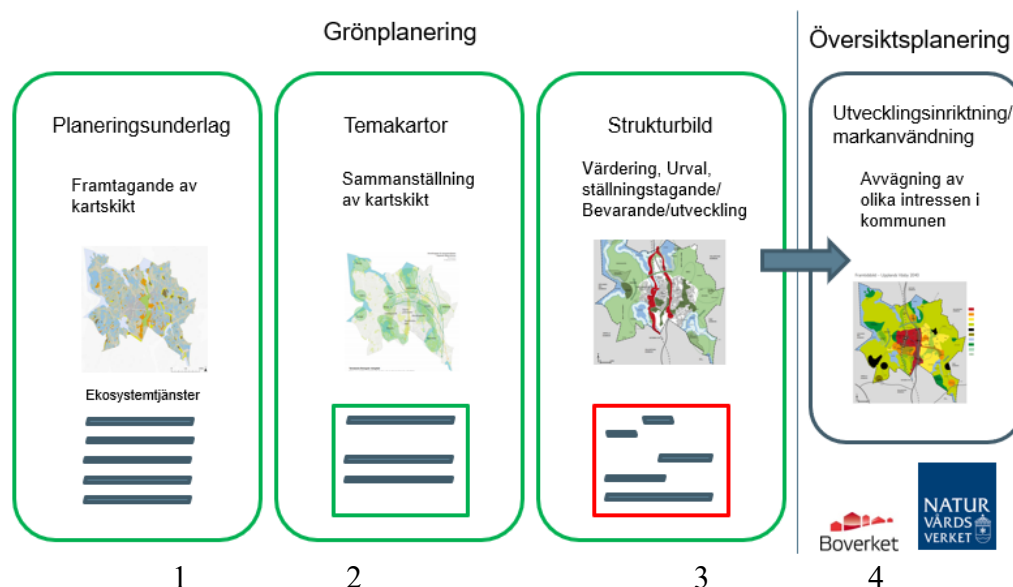 Grönplanering
Översiktsplanering
Planeringsunderlag
Framtagande av
kartskikt
Ekosystemtjänster
Temakartor
Sammanställning
av kartskikt
Strukturbild
Värdering, Urval,
ställningstagande/
Bevarande/utveckling
Utvecklingsinriktning/
markanvändning
Avvägning av
olika intressen i
kommunen
Boverket
NATUR
VÅRDS
VERKET
1
2
3
4